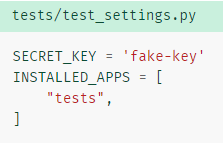 tests/test_settings.py
SECRET_KEY = 'fake-key'
INSTALLED_APPS = [
    "tests",
]